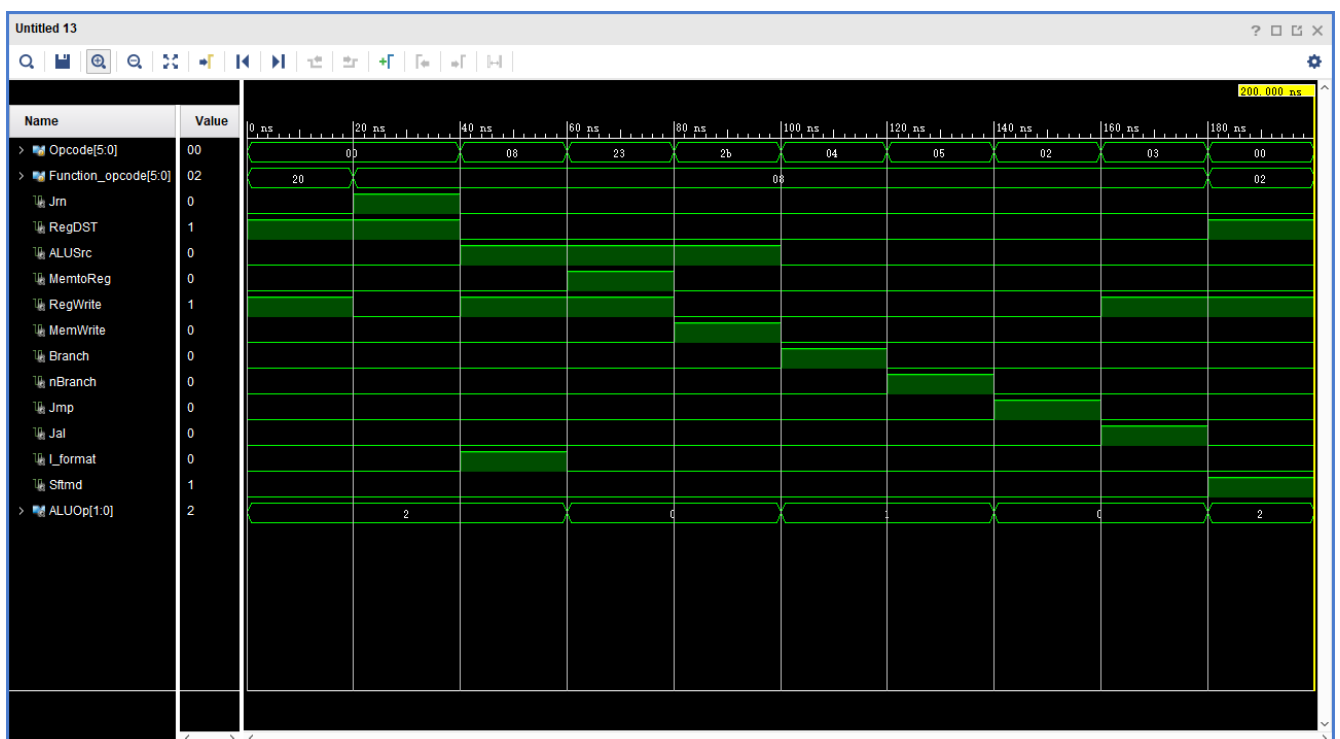 Untitled 13
200.000 ns
Name Value
0 ns 20 ns 40 ns 60 ns 80 ns 100 ns 120 ns 140 ns 160 ns 180 ns
Opcode[5:0] 00 00 08 23 2b 04 05 02 03 00
Function_opcode[5:0] 02 20 08 02
Jrn 0
RegDST 1
ALUSrc 0
MemtoReg 0
RegWrite 1
MemWrite 0
Branch 0
nBranch 0
Jmp 0
Jal 0
I_format 0
Sftmd 1
ALUOp[1:0] 2 2 0 1 0 2